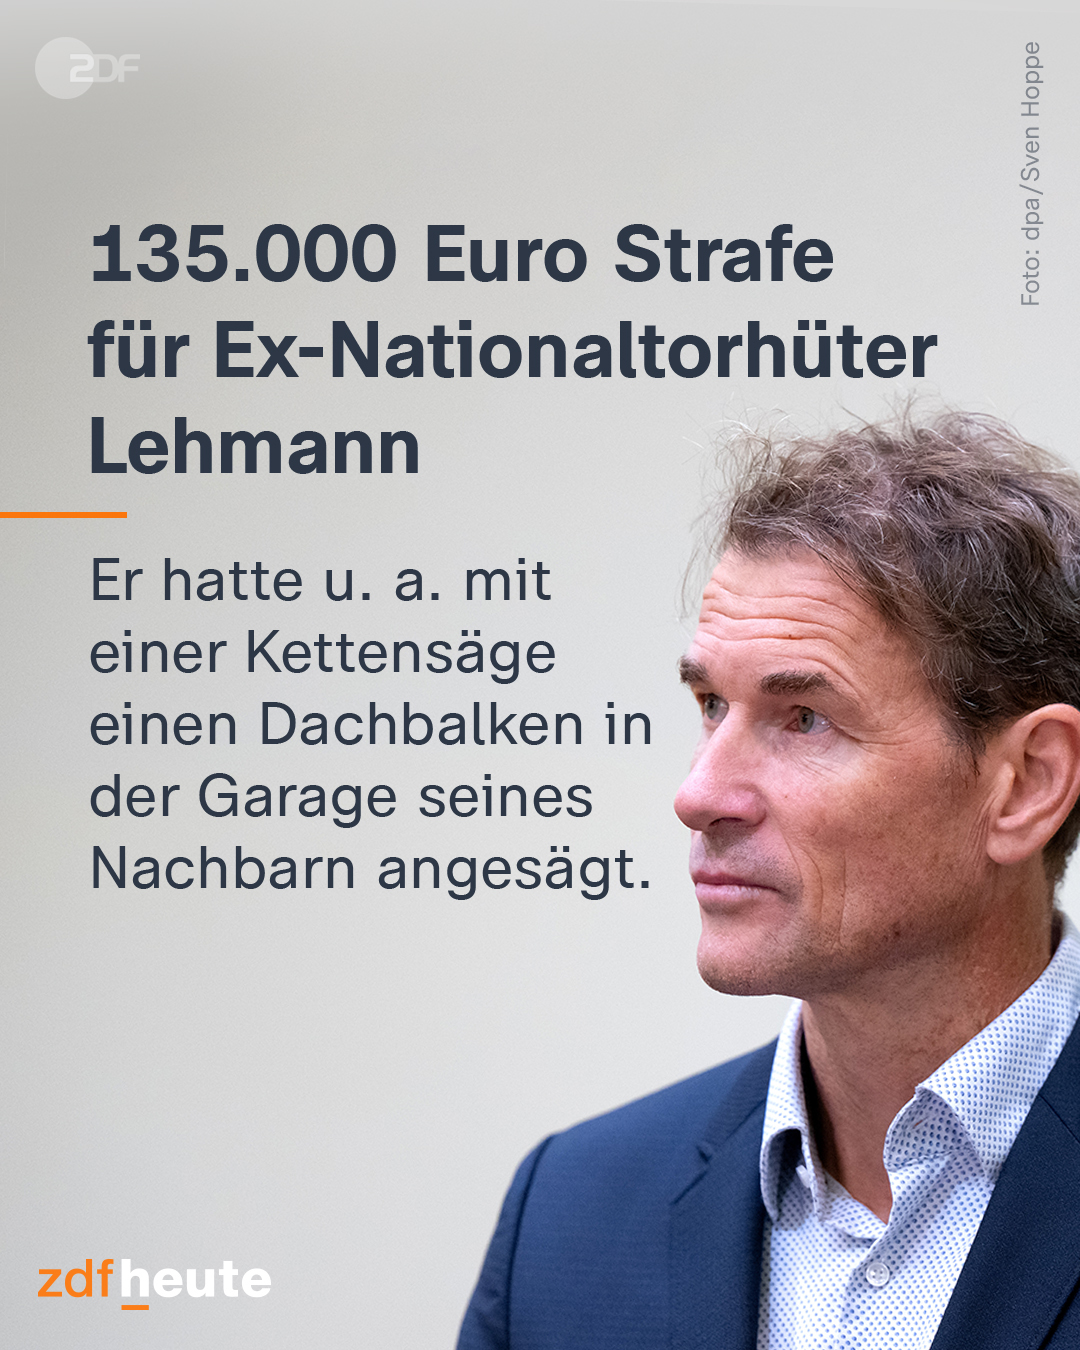 ZDF
Foto: dpa/Sven Hoppe
135.000 Euro Strafe
für Ex-Nationaltorhüter
Lehmann
Er hatte u. a. mit
einer Kettensäge
einen Dachbalken in
der Garage seines
Nachbarn angesägt.
zdfheute